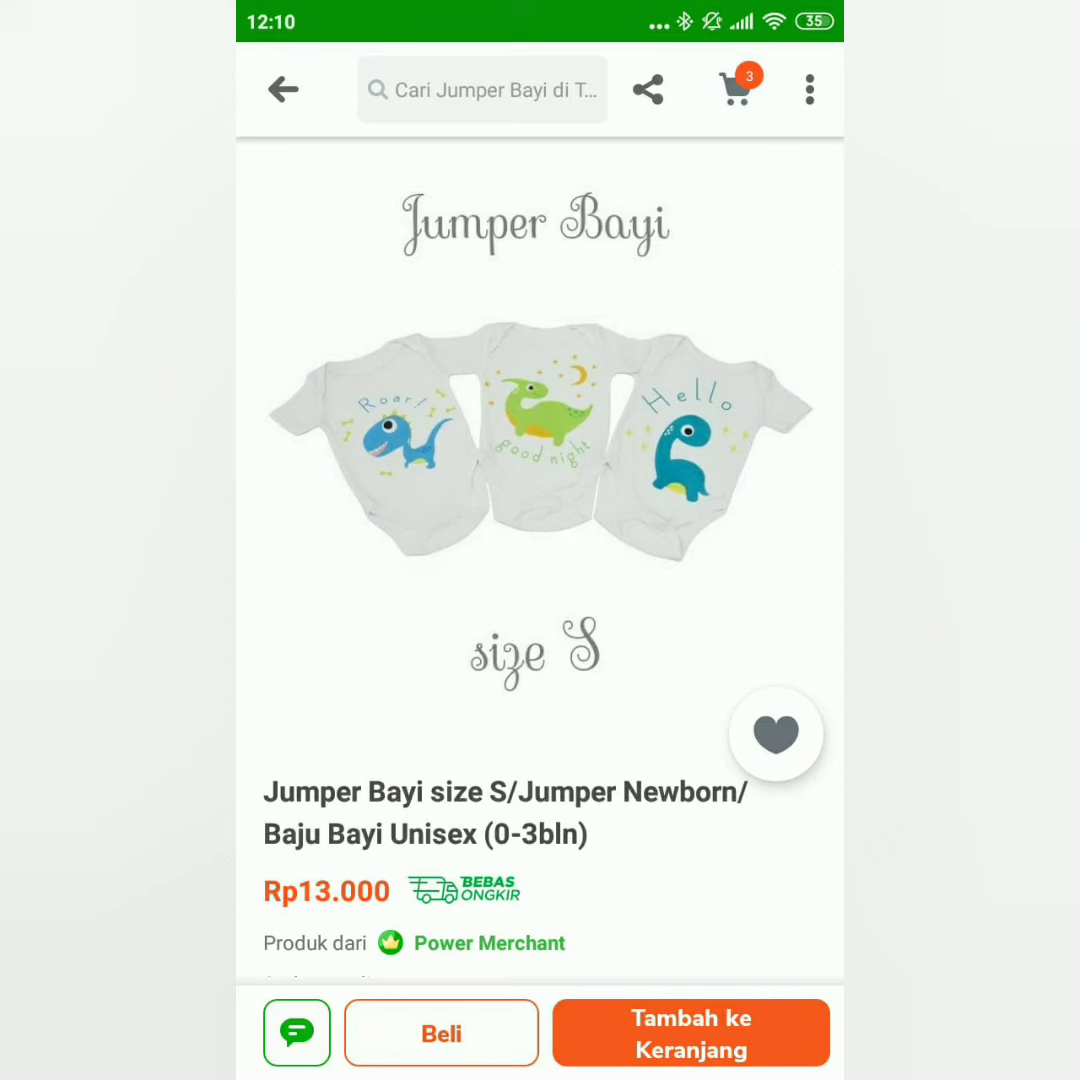 12:10
35
Cari Jumper Bayi di T...
3
Jumper Bayi
Roar!
good night
Hello
size S
Jumper Bayi size S/Jumper Newborn/
Baju Bayi Unisex (0-3bln)
Rp13.000
BEBAS
ONGKIR
Produk dari
Power Merchant
Beli
Tambah ke
Keranjang